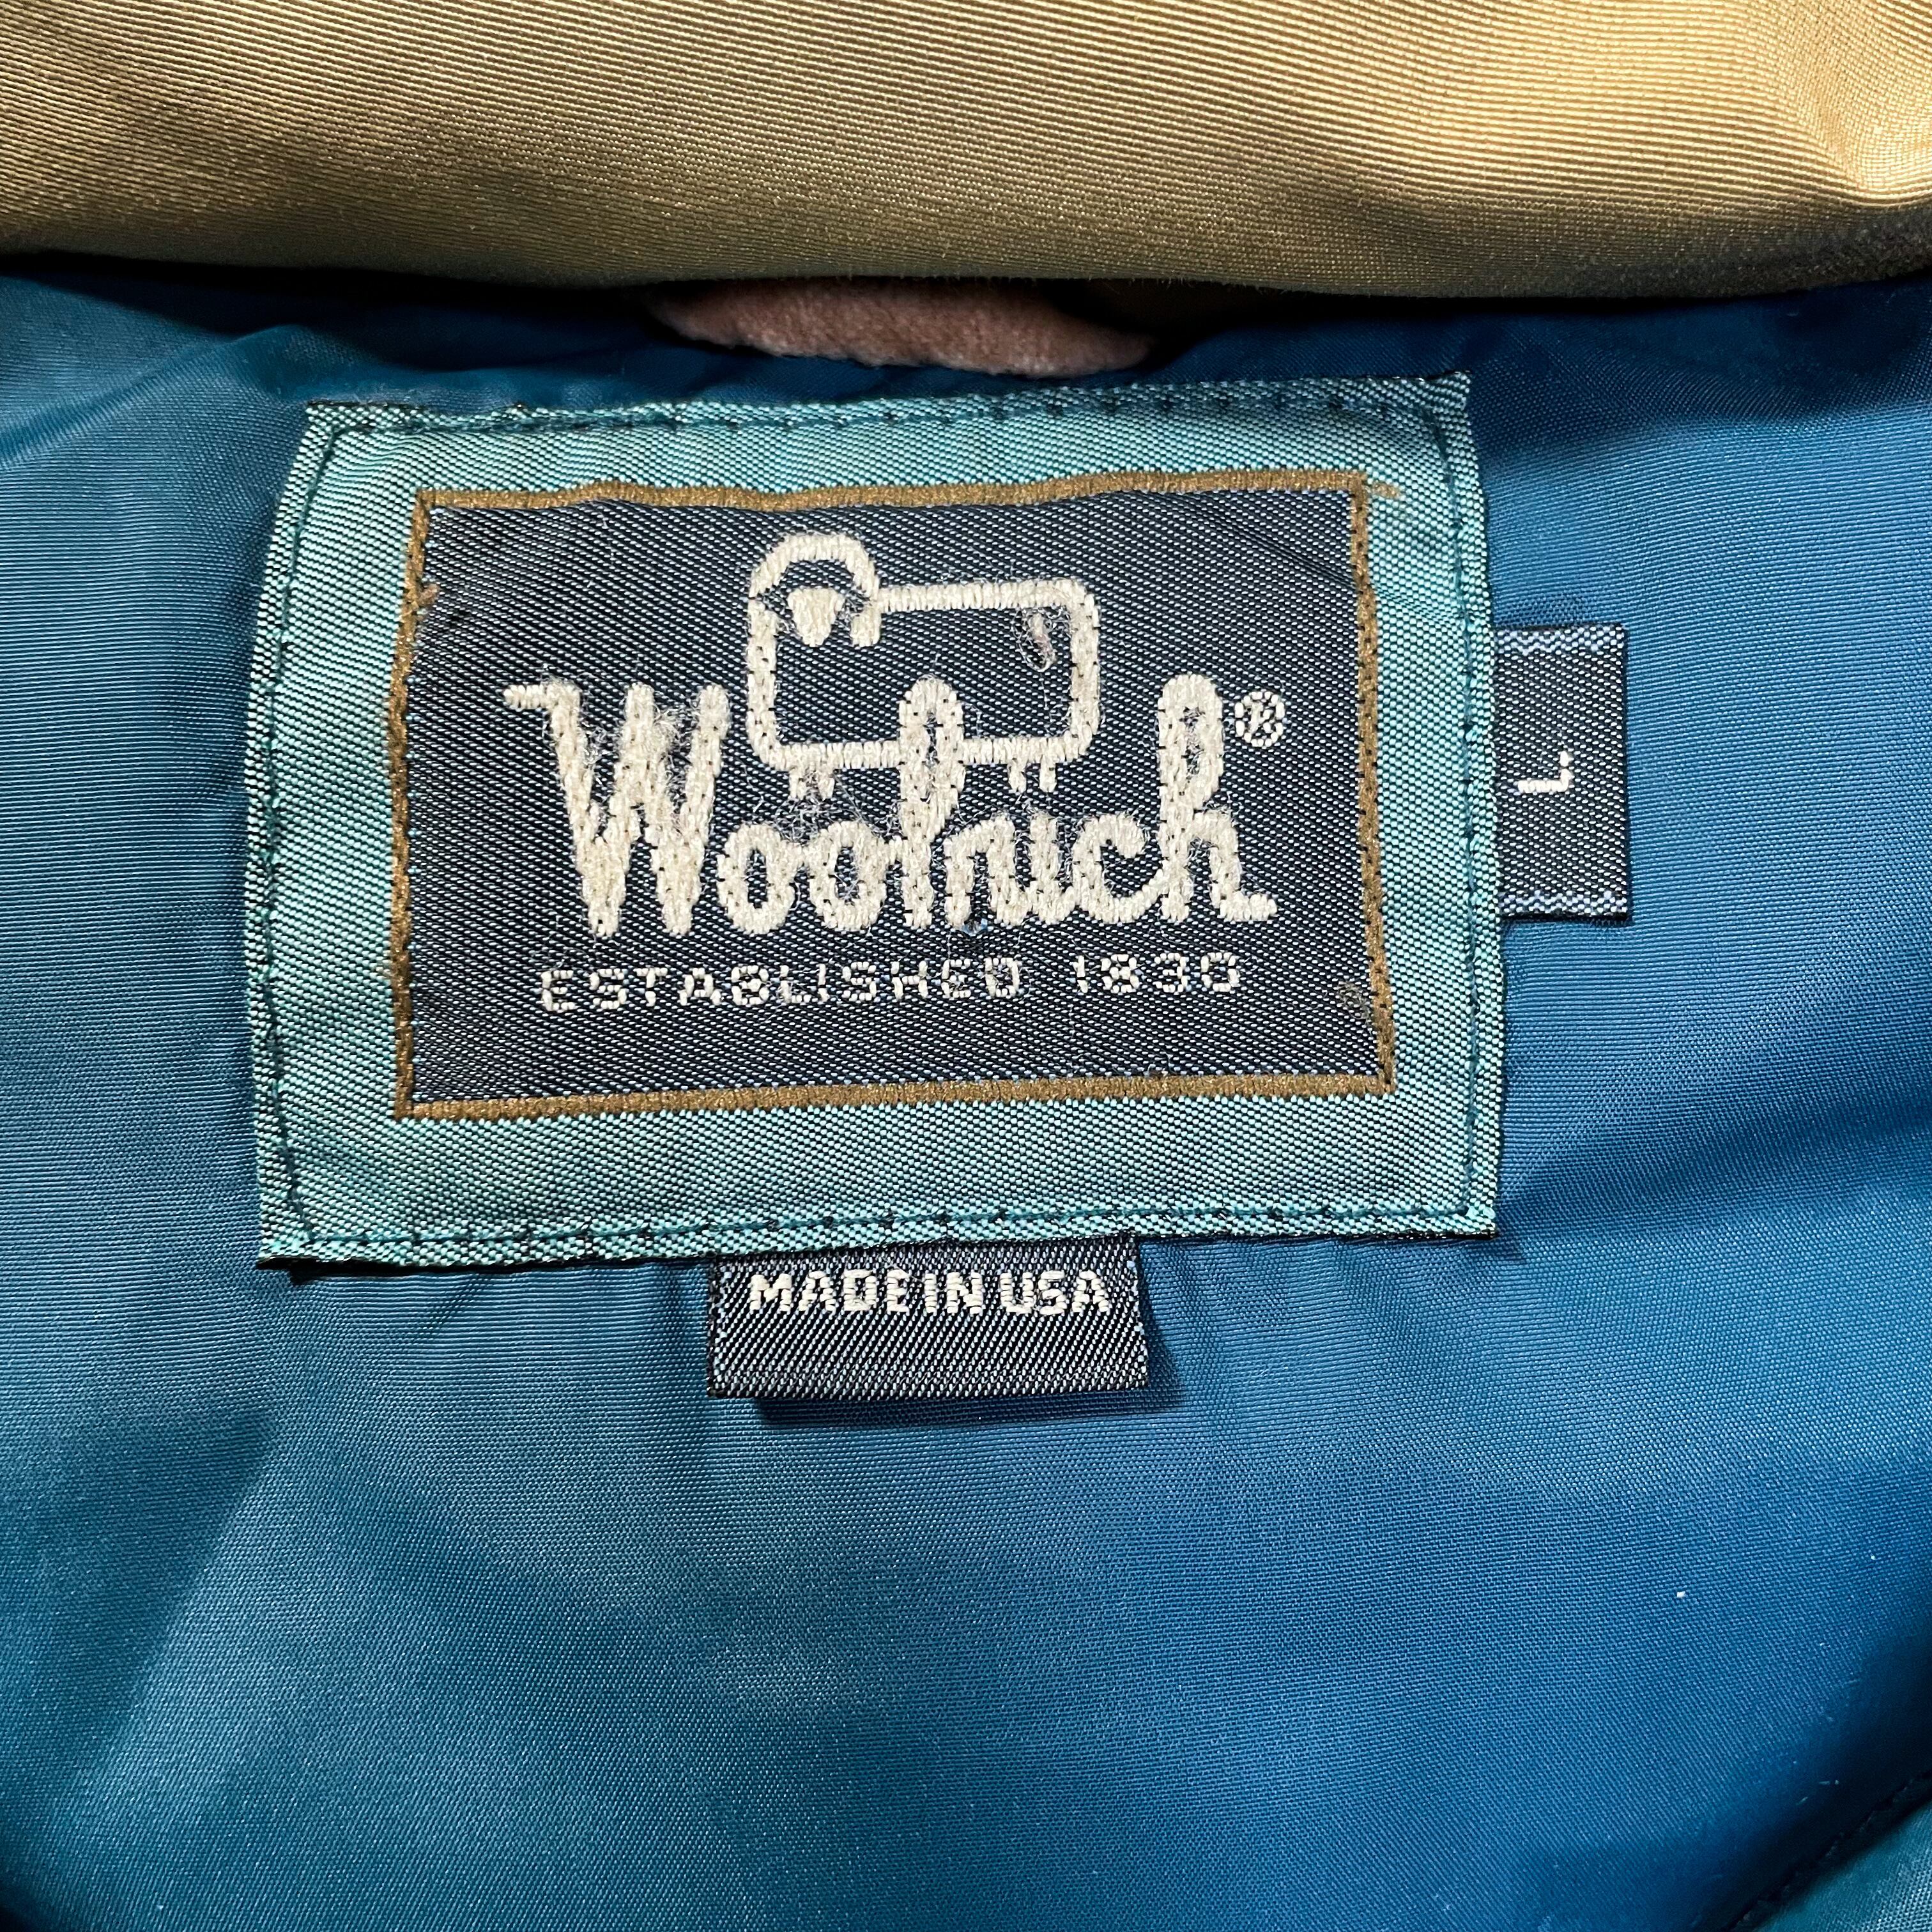 Woolrich®
ESTABLISHED 1830
L
MADE IN USA